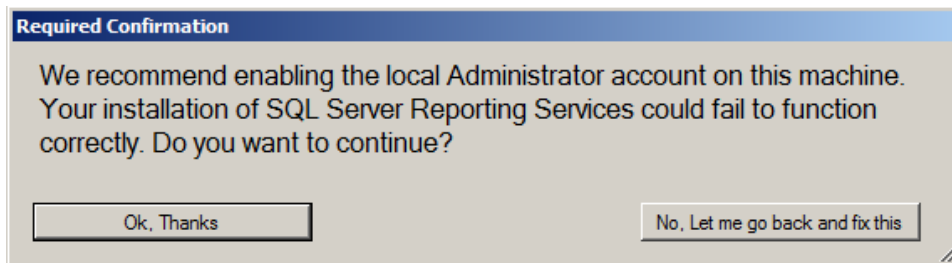 Required Confirmation
We recommend enabling the local Administrator account on this machine.
Your installation of SQL Server Reporting Services could fail to function
correctly. Do you want to continue?
Ok, Thanks
No, Let me go back and fix this